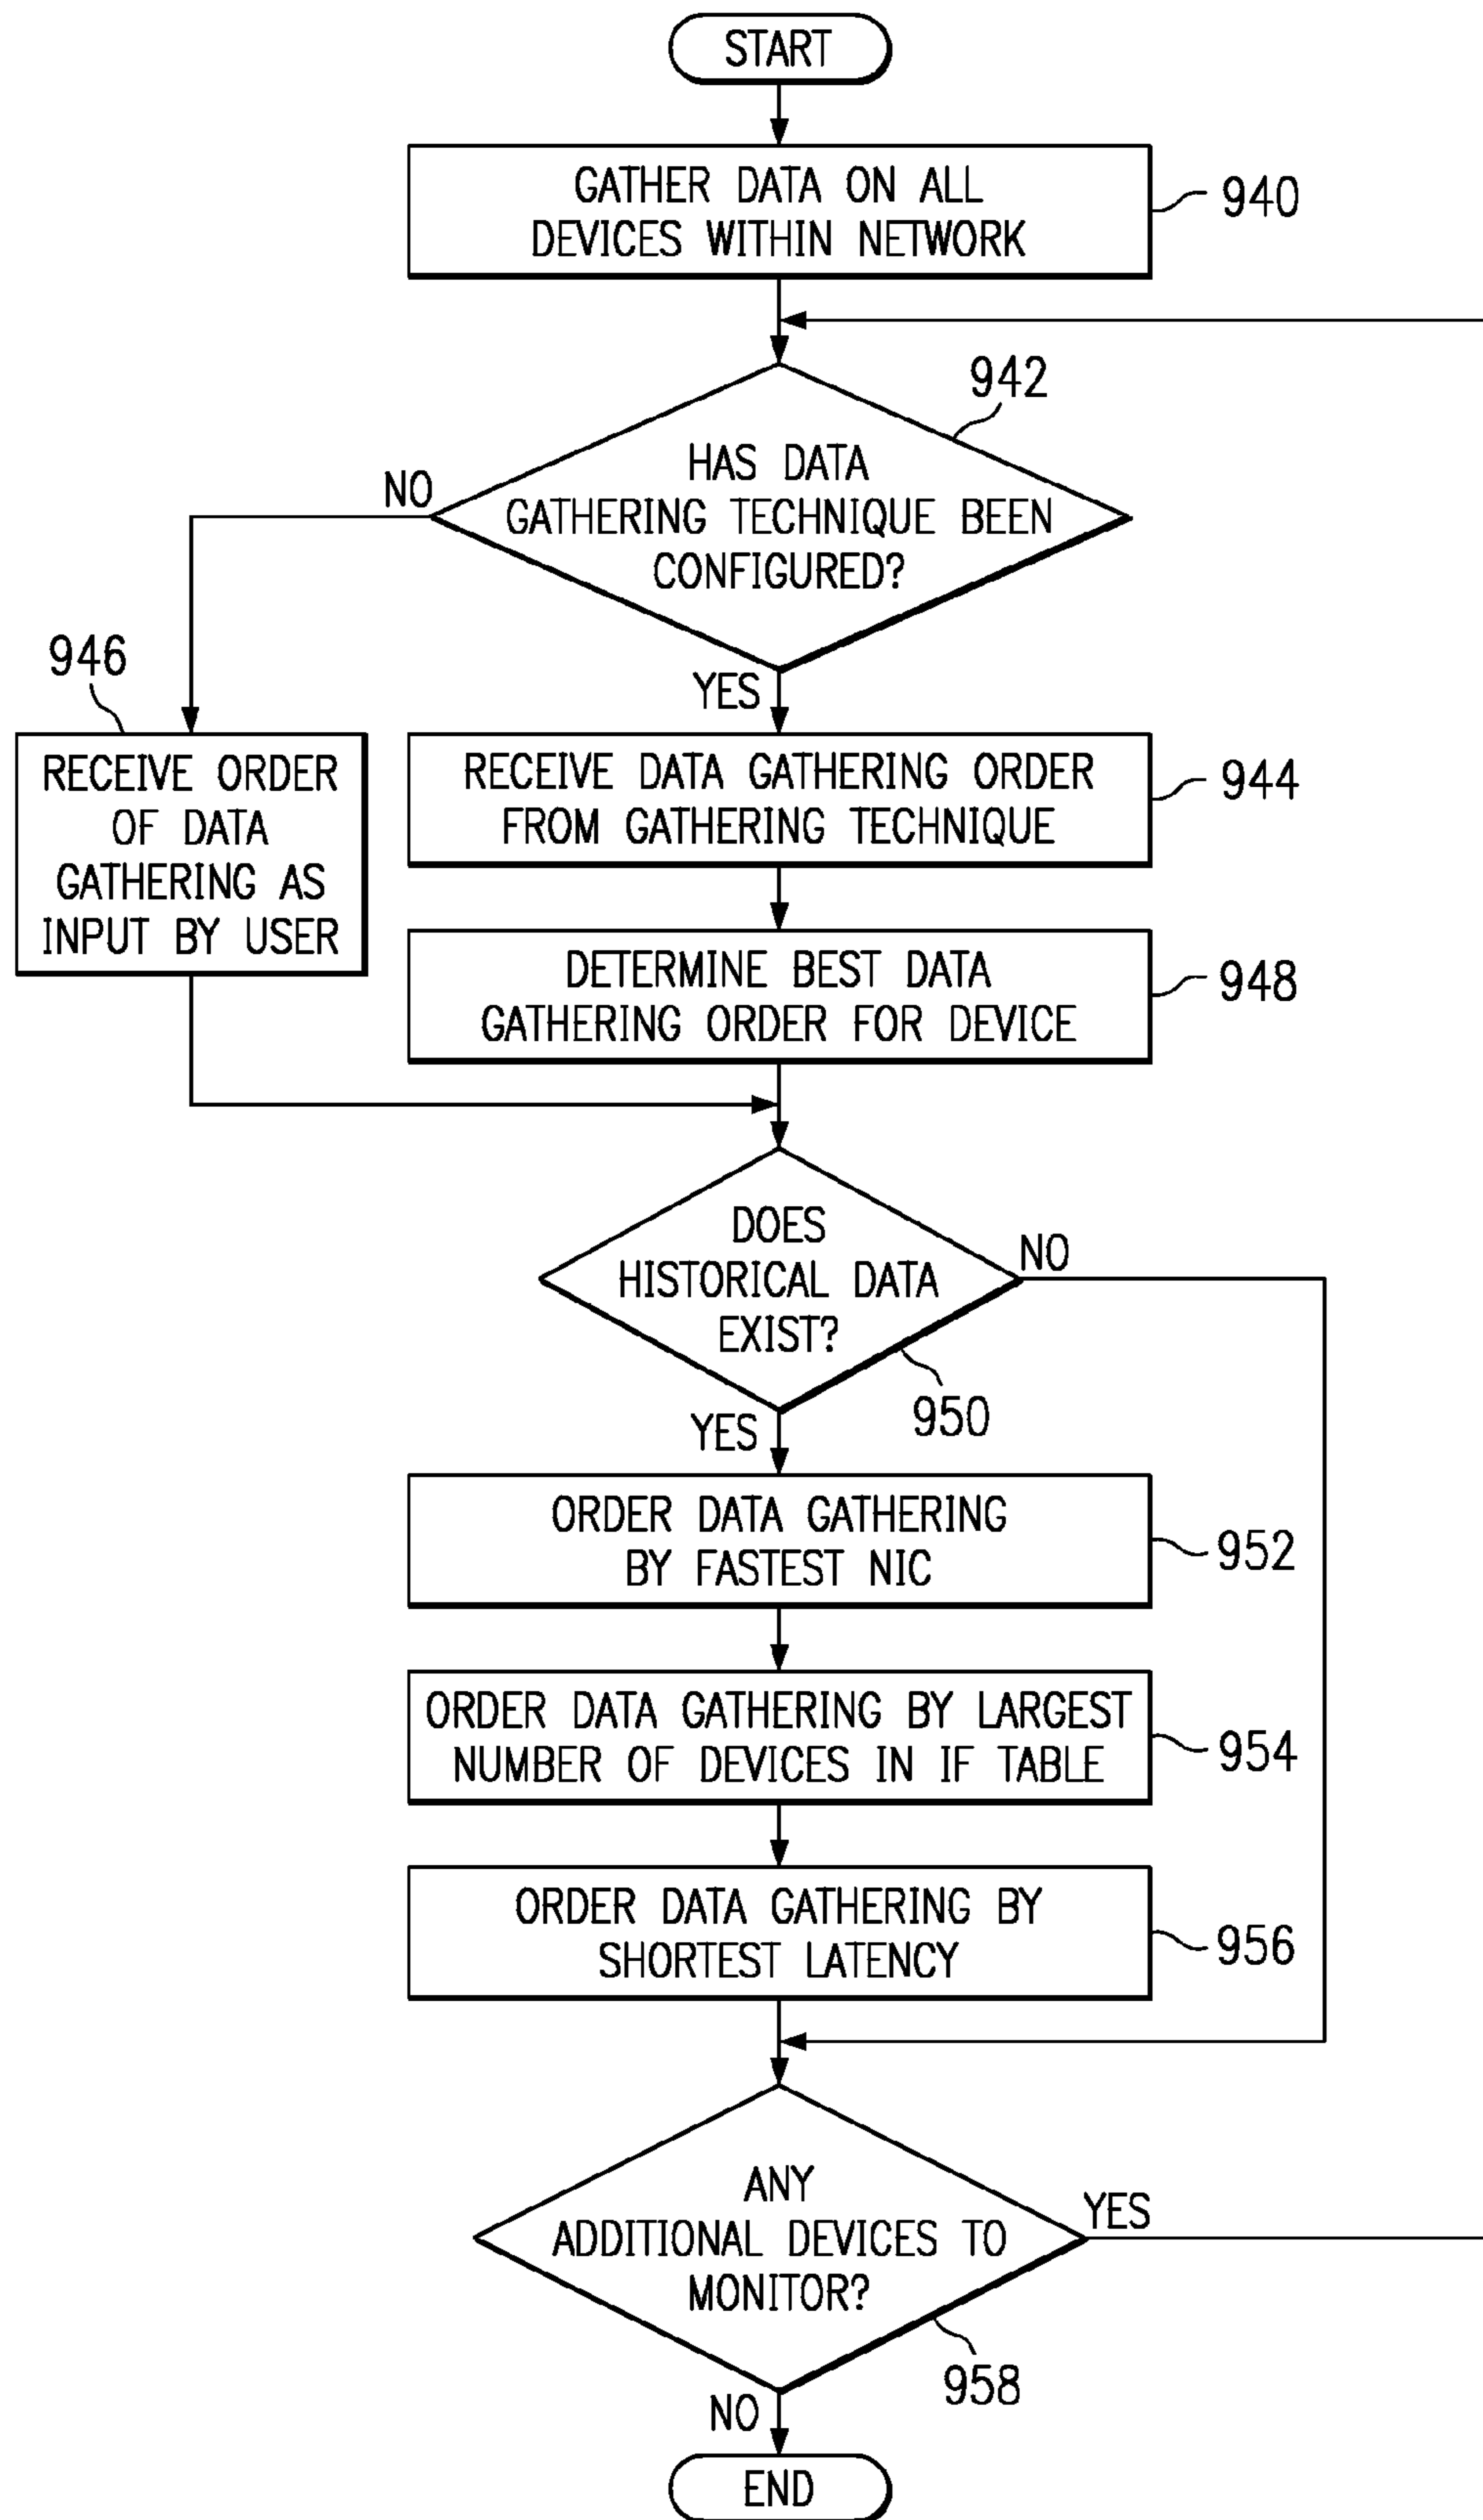 START
GATHER DATA ON ALL
DEVICES WITHIN NETWORK
940
942
HAS DATA
GATHERING TECHNIQUE BEEN
CONFIGURED?
NO
YES
946
RECEIVE ORDER
OF DATA
GATHERING AS
INPUT BY USER
RECEIVE DATA GATHERING ORDER
FROM GATHERING TECHNIQUE
944
DETERMINE BEST DATA
GATHERING ORDER FOR DEVICE
948
DOES
HISTORICAL DATA
EXIST?
NO
950
YES
ORDER DATA GATHERING
BY FASTEST NIC
952
ORDER DATA GATHERING BY LARGEST
NUMBER OF DEVICES IN IF TABLE
954
ORDER DATA GATHERING BY
SHORTEST LATENCY
956
ANY
ADDITIONAL DEVICES TO
MONITOR?
YES
958
NO
END